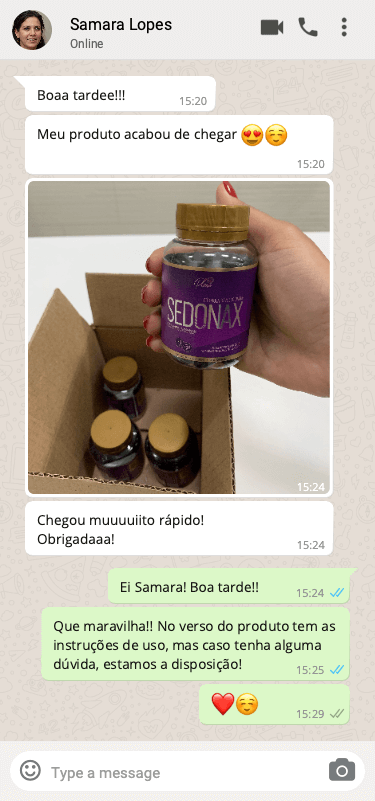 Samara Lopes
Online
Boaa tardee!!!
15:20
Meu produto acabou de chegar 😍☺️
15:20
SEDONAX
15:24
Chegou muuuuiito rápido!
Obrigadaaa!
15:24
Ei Samara! Boa tarde!!
15:24
Que maravilha!! No verso do produto tem as
instruções de uso, mas caso tenha alguma
dúvida, estamos a disposição!
15:25
❤️☺️
15:29
Type a message